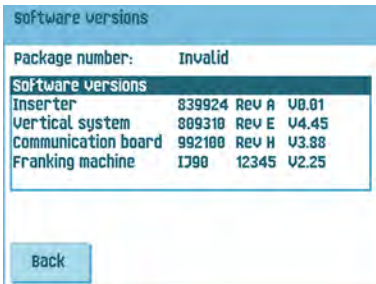 Software versions
Package number: Invalid
Software versions
Inserter 839924 Rev A V0.01
Vertical system 809310 Rev E V4.45
Communication board 992100 Rev H V3.88
Franking machine IJ90 12345 V2.25
Back